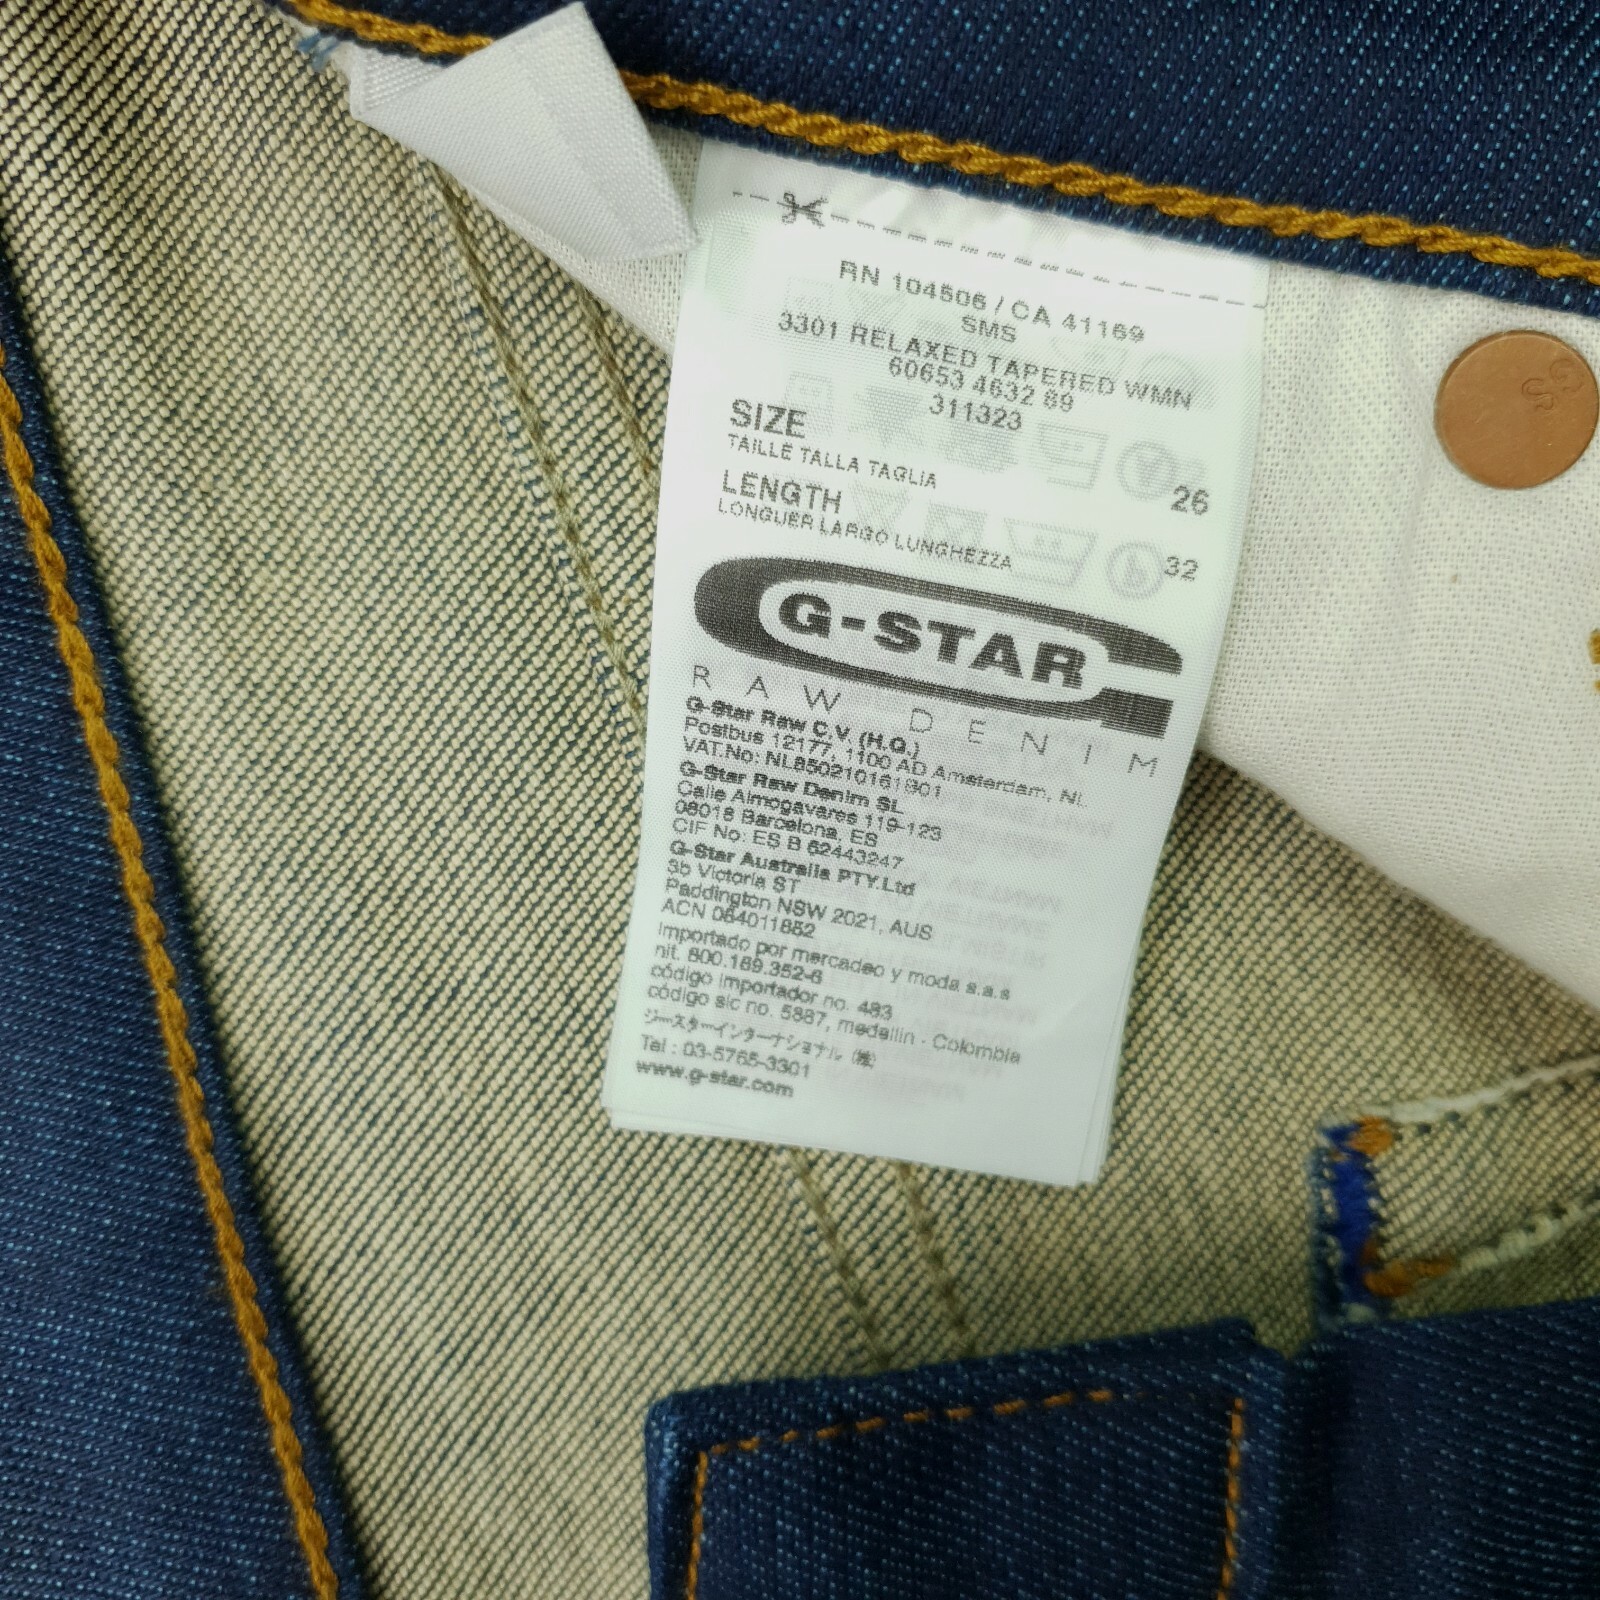 RN 104506 / CA 41169
SMS
3301 RELAXED TAPERED WMN
60653 4632 89
311323
SIZE
TAILLE TALLA TAGLIA
26
LENGTH
LONGUER LARGO LUNGHEZZA
32
G-STAR
RAW DENIM
G-Star Raw C.V. (H.Q.)
Postbus 12177, 1100 AD Amsterdam, NL
VAT.No: NL850210161B01
G-Star Raw Denim SL
Calle Almogavares 119-123
08018 Barcelona, ES
CIF No: ES B 62443247
G-Star Australia PTY.Ltd
3b Victoria ST
Paddington NSW 2021, AUS
ACN 064011852
importado por mercadeo y moda s.a.s
nit. 800.189.352-6
código importador no. 483
código sic no. 5887, medellin - Colombia
ジースターインターナショナル (株)
Tel : 03-5765-3301
www.g-star.com